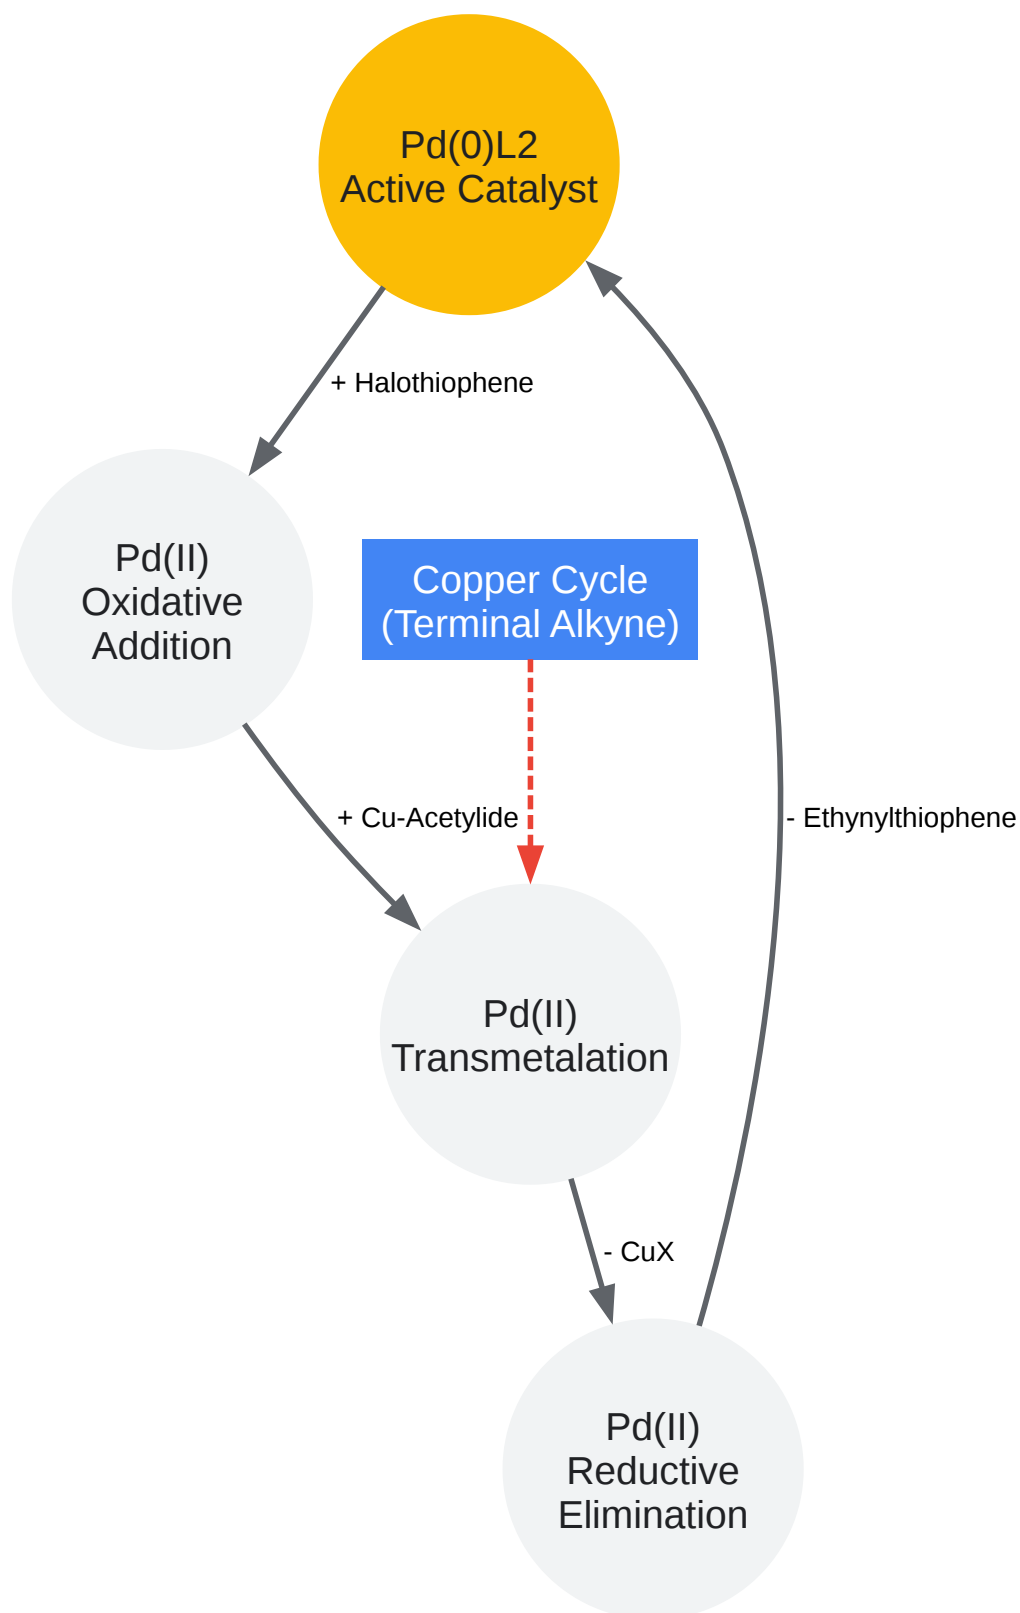 Pd(0)L2
Active Catalyst
+ Halothiophene
Pd(II)
Oxidative
Addition
Copper Cycle
(Terminal Alkyne)
+ Cu-Acetylide
- Ethynylthiophene
Pd(II)
Transmetalation
- CuX
Pd(II)
Reductive
Elimination